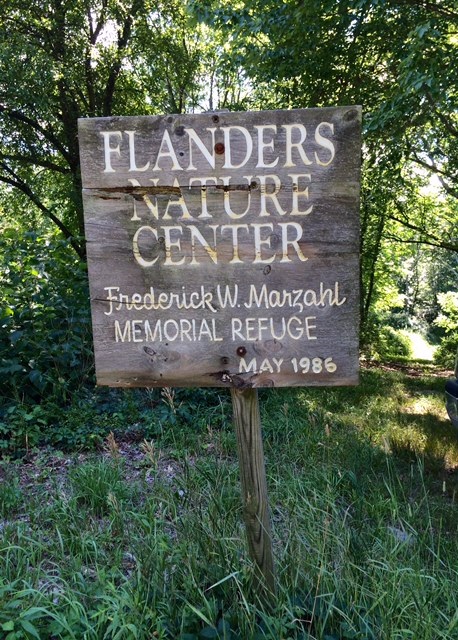 FLANDERS
NATURE
CENTER
Frederick W. Marzahl
MEMORIAL REFUGE
MAY 1986